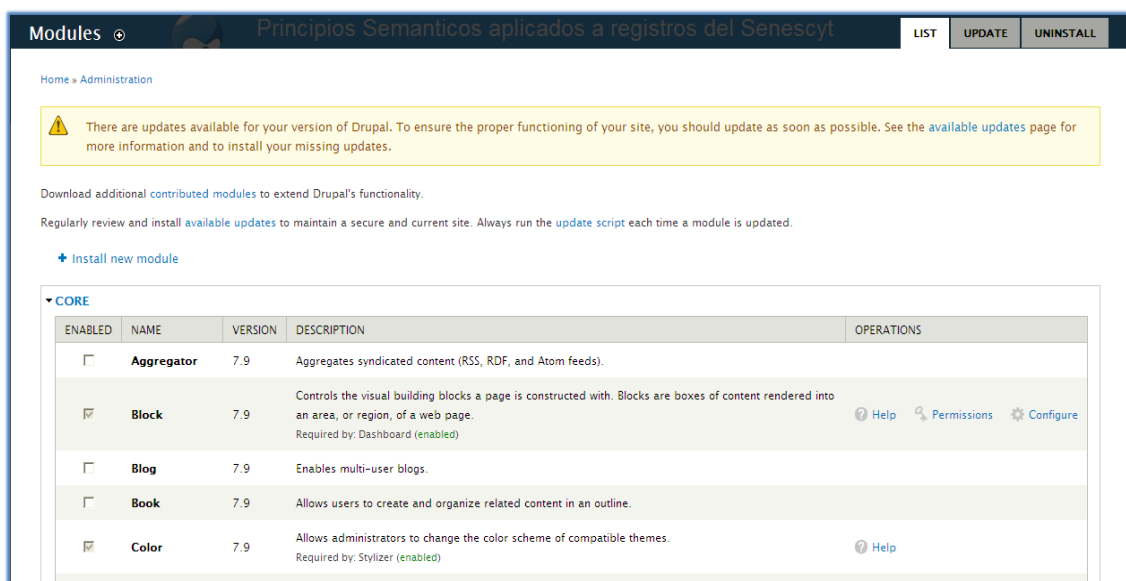 Modules
Principios Semanticos aplicados a registros del Senescyt
LIST UPDATE UNINSTALL
Home » Administration
There are updates available for your version of Drupal. To ensure the proper functioning of your site, you should update as soon as possible. See the available updates page for
more information and to install your missing updates.
Download additional contributed modules to extend Drupal's functionality.
Regularly review and install available updates to maintain a secure and current site. Always run the update script each time a module is updated.
+ Install new module
CORE
ENABLED NAME VERSION DESCRIPTION OPERATIONS
Aggregator 7.9 Aggregates syndicated content (RSS, RDF, and Atom feeds).
Controls the visual building blocks a page is constructed with. Blocks are boxes of content rendered into
Block 7.9 an area, or region, of a web page. Help Permissions Configure
Required by: Dashboard (enabled)
Blog 7.9 Enables multi-user blogs.
Book 7.9 Allows users to create and organize related content in an outline.
Allows administrators to change the color scheme of compatible themes.
Color 7.9 Help
Required by: Stylizer (enabled)